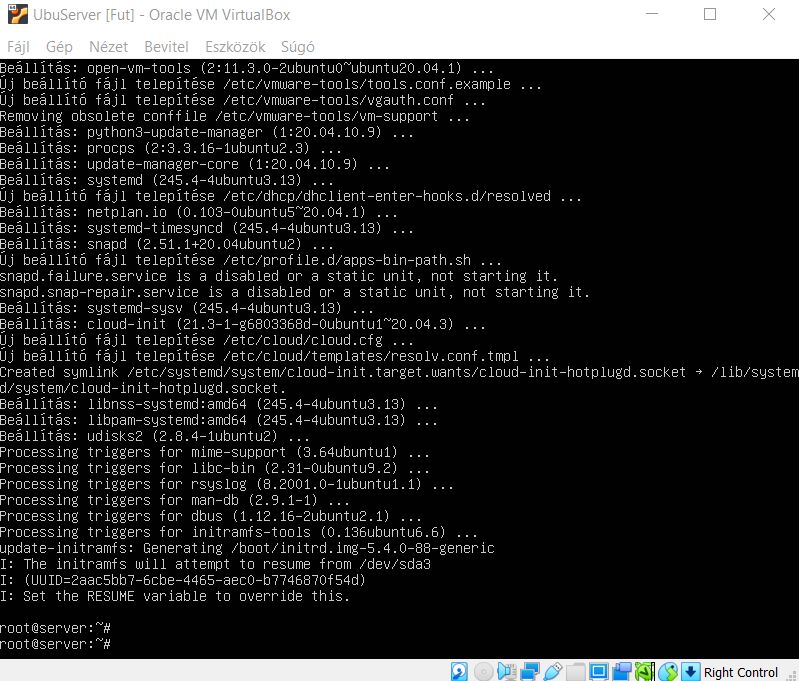 UbuServer [Fut] - Oracle VM VirtualBox
Fájl Gép Nézet Bevitel Eszközök Súgó
Beállítás: open-vm-tools (2:11.3.0-2ubuntu0~ubuntu20.04.1) ...
Új beállító fájl telepítése /etc/vmware-tools/tools.conf.example ...
Új beállító fájl telepítése /etc/vmware-tools/vgauth.conf ...
Removing obsolete conffile /etc/vmware-tools/vm-support ...
Beállítás: python3-update-manager (1:20.04.10.9) ...
Beállítás: procps (2:3.3.16-1ubuntu2.3) ...
Beállítás: update-manager-core (1:20.04.10.9) ...
Beállítás: systemd (245.4-4ubuntu3.13) ...
Új beállító fájl telepítése /etc/dhcp/dhclient-enter-hooks.d/resolved ...
Beállítás: netplan.io (0.103-0ubuntu5~20.04.1) ...
Beállítás: systemd-timesyncd (245.4-4ubuntu3.13) ...
Beállítás: snapd (2.51.1+20.04ubuntu2) ...
Új beállító fájl telepítése /etc/profile.d/apps-bin-path.sh ...
snapd.failure.service is a disabled or a static unit, not starting it.
snapd.snap-repair.service is a disabled or a static unit, not starting it.
Beállítás: systemd-sysv (245.4-4ubuntu3.13) ...
Beállítás: cloud-init (21.3-1-g6803368d-0ubuntu1~20.04.3) ...
Új beállító fájl telepítése /etc/cloud/cloud.cfg ...
Új beállító fájl telepítése /etc/cloud/templates/resolv.conf.tmpl ...
Created symlink /etc/systemd/system/cloud-init.target.wants/cloud-init-hotplugd.socket → /lib/system
d/system/cloud-init-hotplugd.socket.
Beállítás: libnss-systemd:amd64 (245.4-4ubuntu3.13) ...
Beállítás: libpam-systemd:amd64 (245.4-4ubuntu3.13) ...
Beállítás: udisks2 (2.8.4-1ubuntu2) ...
Processing triggers for mime-support (3.64ubuntu1) ...
Processing triggers for libc-bin (2.31-0ubuntu9.2) ...
Processing triggers for rsyslog (8.2001.0-1ubuntu1.1) ...
Processing triggers for man-db (2.9.1-1) ...
Processing triggers for dbus (1.12.16-2ubuntu2.1) ...
Processing triggers for initramfs-tools (0.136ubuntu6.6) ...
update-initramfs: Generating /boot/initrd.img-5.4.0-88-generic
I: The initramfs will attempt to resume from /dev/sda3
I: (UUID=2aac5bb7-6cbe-4465-aec0-b7746870f54d)
I: Set the RESUME variable to override this.
root@server:~#
root@server:~#
Right Control